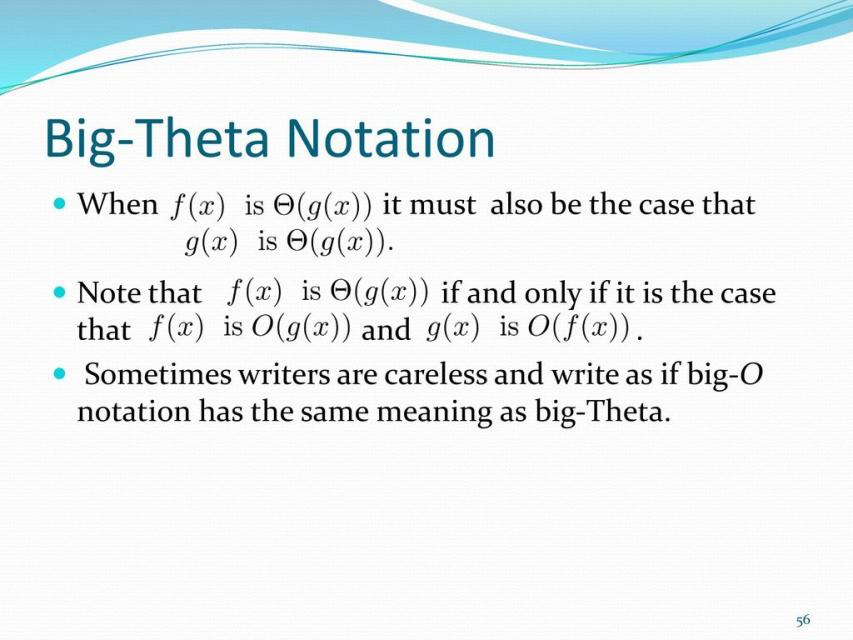 Big-Theta Notation
When f(x) is Θ(g(x)) it must also be the case that
g(x) is Θ(g(x)).
Note that f(x) is Θ(g(x)) if and only if it is the case
that f(x) is O(g(x)) and g(x) is O(f(x)).
Sometimes writers are careless and write as if big-O
notation has the same meaning as big-Theta.
56